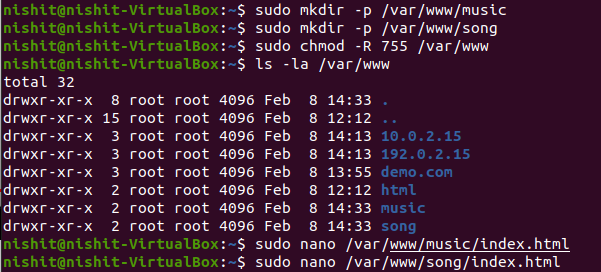 nishit@nishit-VirtualBox:~$ sudo mkdir -p /var/www/music
nishit@nishit-VirtualBox:~$ sudo mkdir -p /var/www/song
nishit@nishit-VirtualBox:~$ sudo chmod -R 755 /var/www
nishit@nishit-VirtualBox:~$ ls -la /var/www
total 32
drwxr-xr-x  8 root root 4096 Feb  8 14:33 .
drwxr-xr-x 15 root root 4096 Feb  8 12:12 ..
drwxr-xr-x  3 root root 4096 Feb  8 14:13 10.0.2.15
drwxr-xr-x  3 root root 4096 Feb  8 14:13 192.0.2.15
drwxr-xr-x  3 root root 4096 Feb  8 13:55 demo.com
drwxr-xr-x  2 root root 4096 Feb  8 12:12 html
drwxr-xr-x  2 root root 4096 Feb  8 14:33 music
drwxr-xr-x  2 root root 4096 Feb  8 14:33 song
nishit@nishit-VirtualBox:~$ sudo nano /var/www/music/index.html
nishit@nishit-VirtualBox:~$ sudo nano /var/www/song/index.html